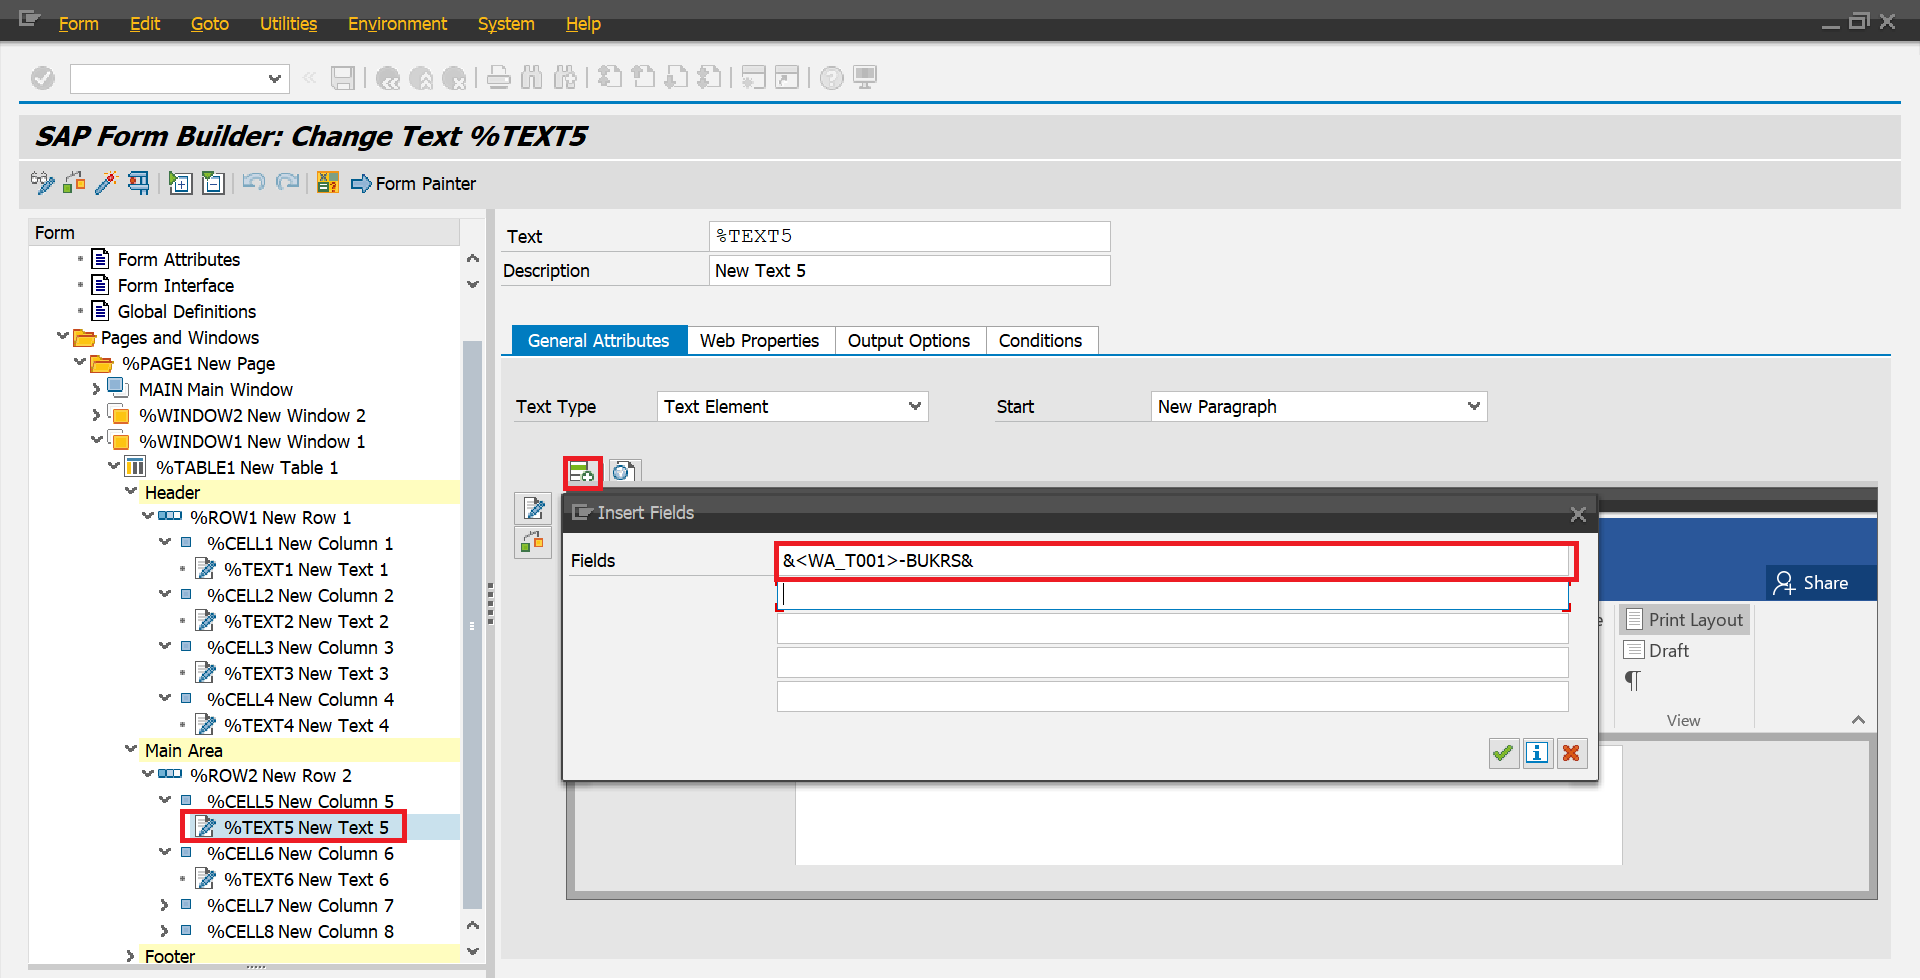 Form Edit Goto Utilities Environment System Help
SAP Form Builder: Change Text %TEXT5
Form Painter
Form
Form Attributes
Form Interface
Global Definitions
Pages and Windows
%PAGE1 New Page
MAIN Main Window
%WINDOW2 New Window 2
%WINDOW1 New Window 1
%TABLE1 New Table 1
Header
%ROW1 New Row 1
%CELL1 New Column 1
%TEXT1 New Text 1
%CELL2 New Column 2
%TEXT2 New Text 2
%CELL3 New Column 3
%TEXT3 New Text 3
%CELL4 New Column 4
%TEXT4 New Text 4
Main Area
%ROW2 New Row 2
%CELL5 New Column 5
%TEXT5 New Text 5
%CELL6 New Column 6
%TEXT6 New Text 6
%CELL7 New Column 7
%CELL8 New Column 8
Footer
Text %TEXT5
Description New Text 5
General Attributes Web Properties Output Options Conditions
Text Type Text Element Start New Paragraph
Insert Fields
Fields &<WA_T001>-BUKRS&
Share
Print Layout
Draft
View